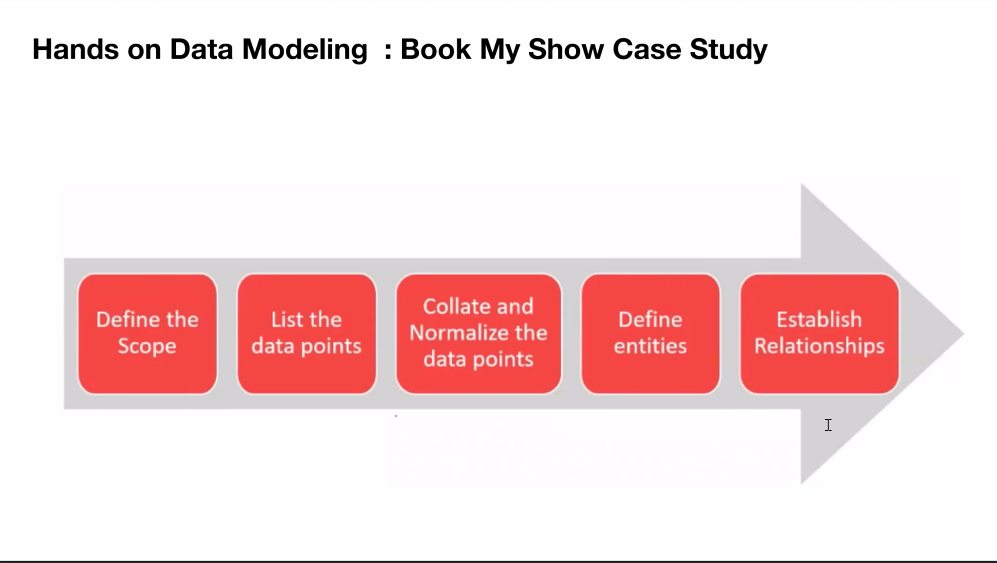 Hands on Data Modeling : Book My Show Case Study
Define the
Scope
List the
data points
Collate and
Normalize the
data points
Define
entities
Establish
Relationships